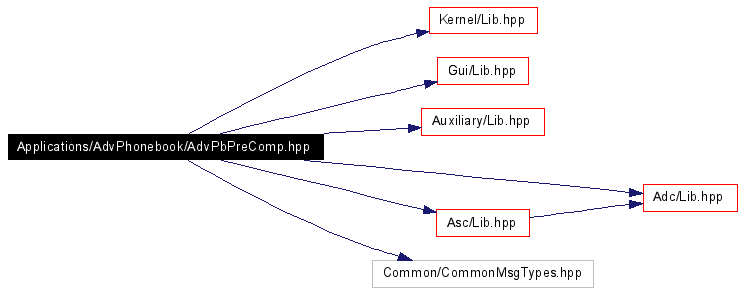 Kernel/Lib.hpp
Gui/Lib.hpp
Auxiliary/Lib.hpp
Applications/AdvPhonebook/AdvPbPreComp.hpp
Adc/Lib.hpp
Asc/Lib.hpp
Common/CommonMsgTypes.hpp